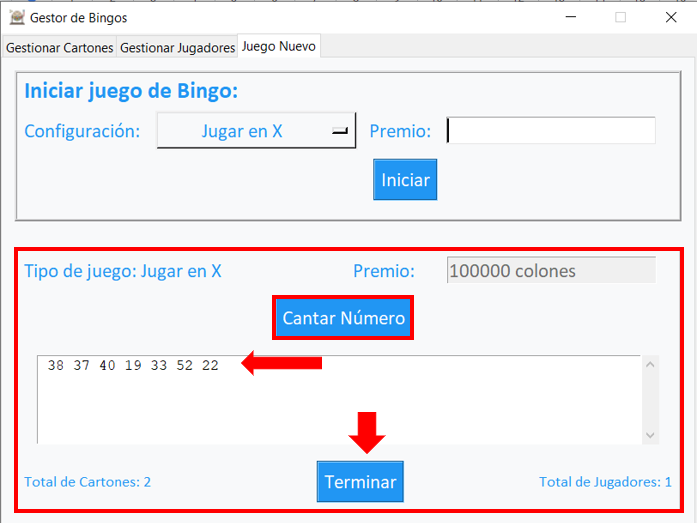 Gestor de Bingos
Gestionar Cartones Gestionar Jugadores Juego Nuevo
Iniciar juego de Bingo:
Configuración: Jugar en X Premio:
Iniciar
Tipo de juego: Jugar en X Premio: 100000 colones
Cantar Número
38 37 40 19 33 52 22
Terminar
Total de Cartones: 2 Total de Jugadores: 1